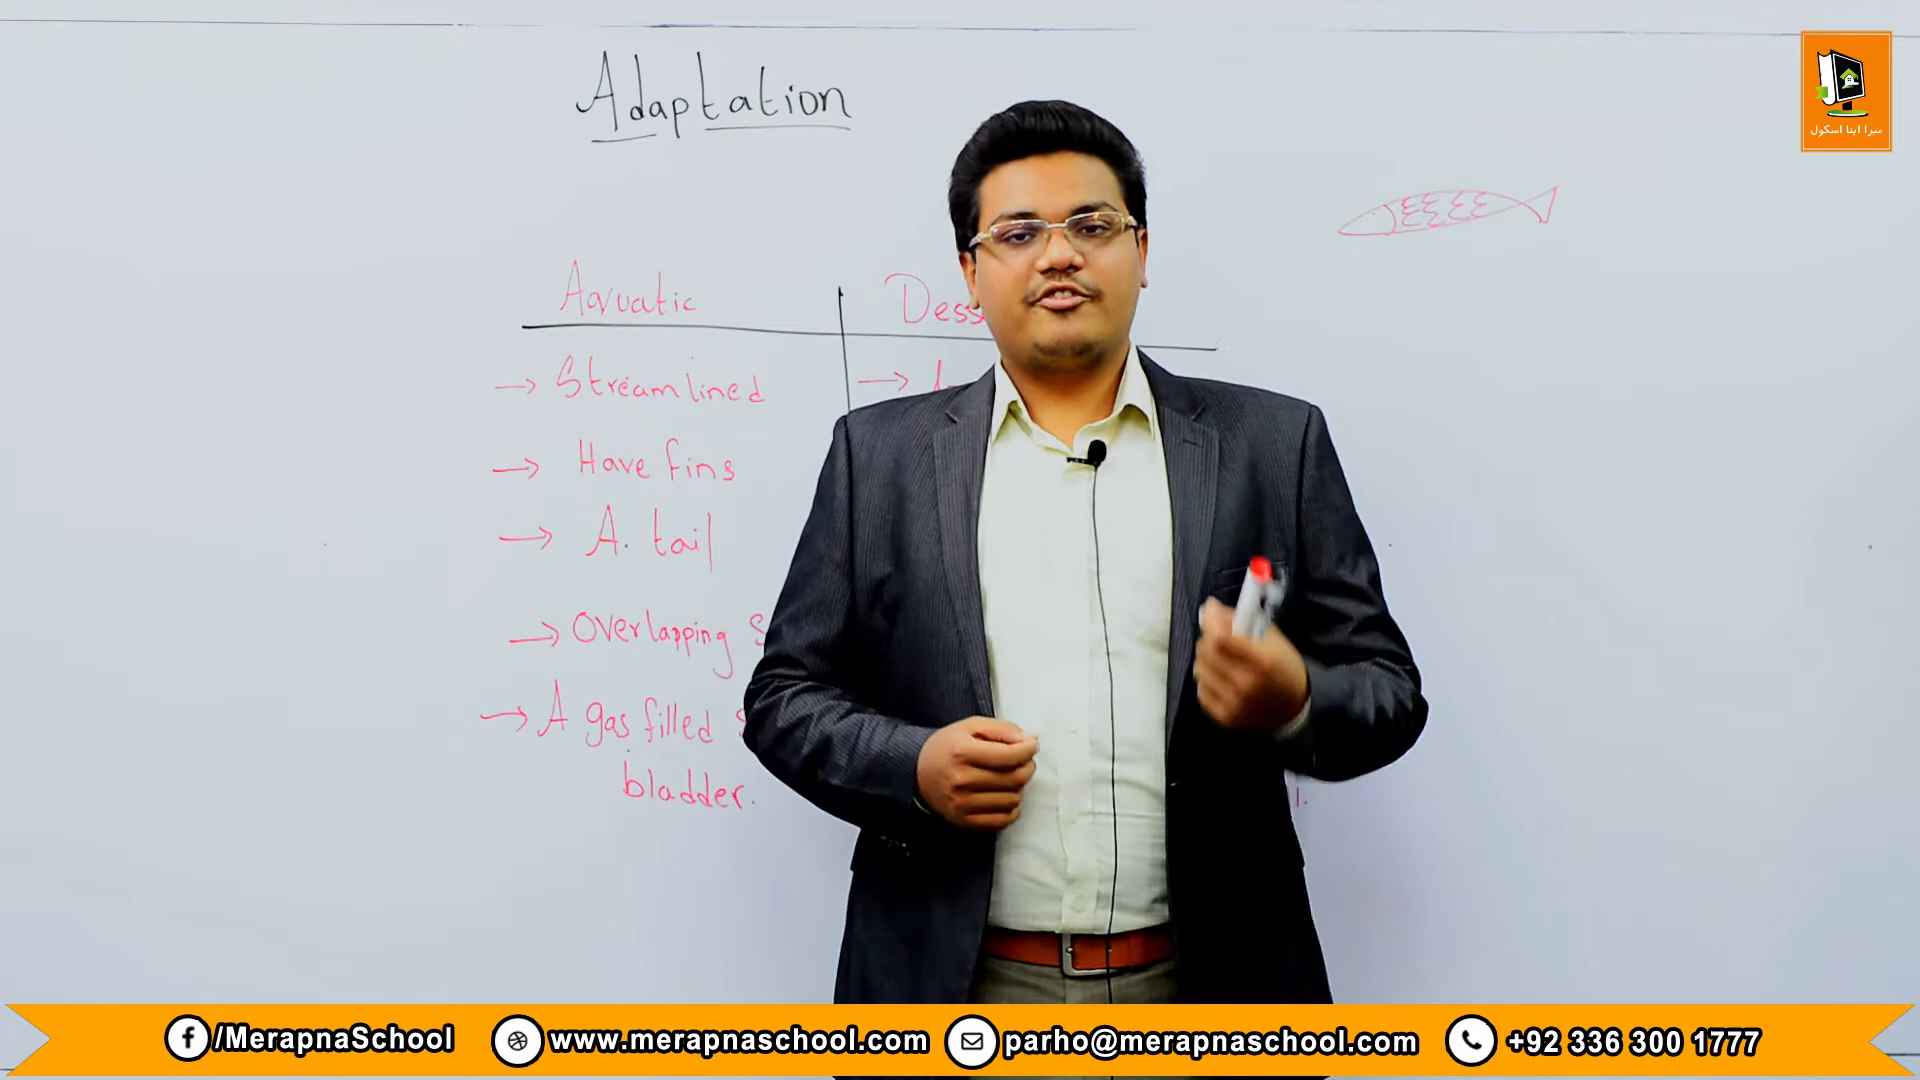 Adaptation
میرا اپنا اسکول
Aquatic
→ Streamlined
→ Have fins
→ A. tail
→ Overlapping
→ A gas filled
bladder.
/MerapnaSchool
www.merapnaschool.com
parho@merapnaschool.com
+92 336 300 1777